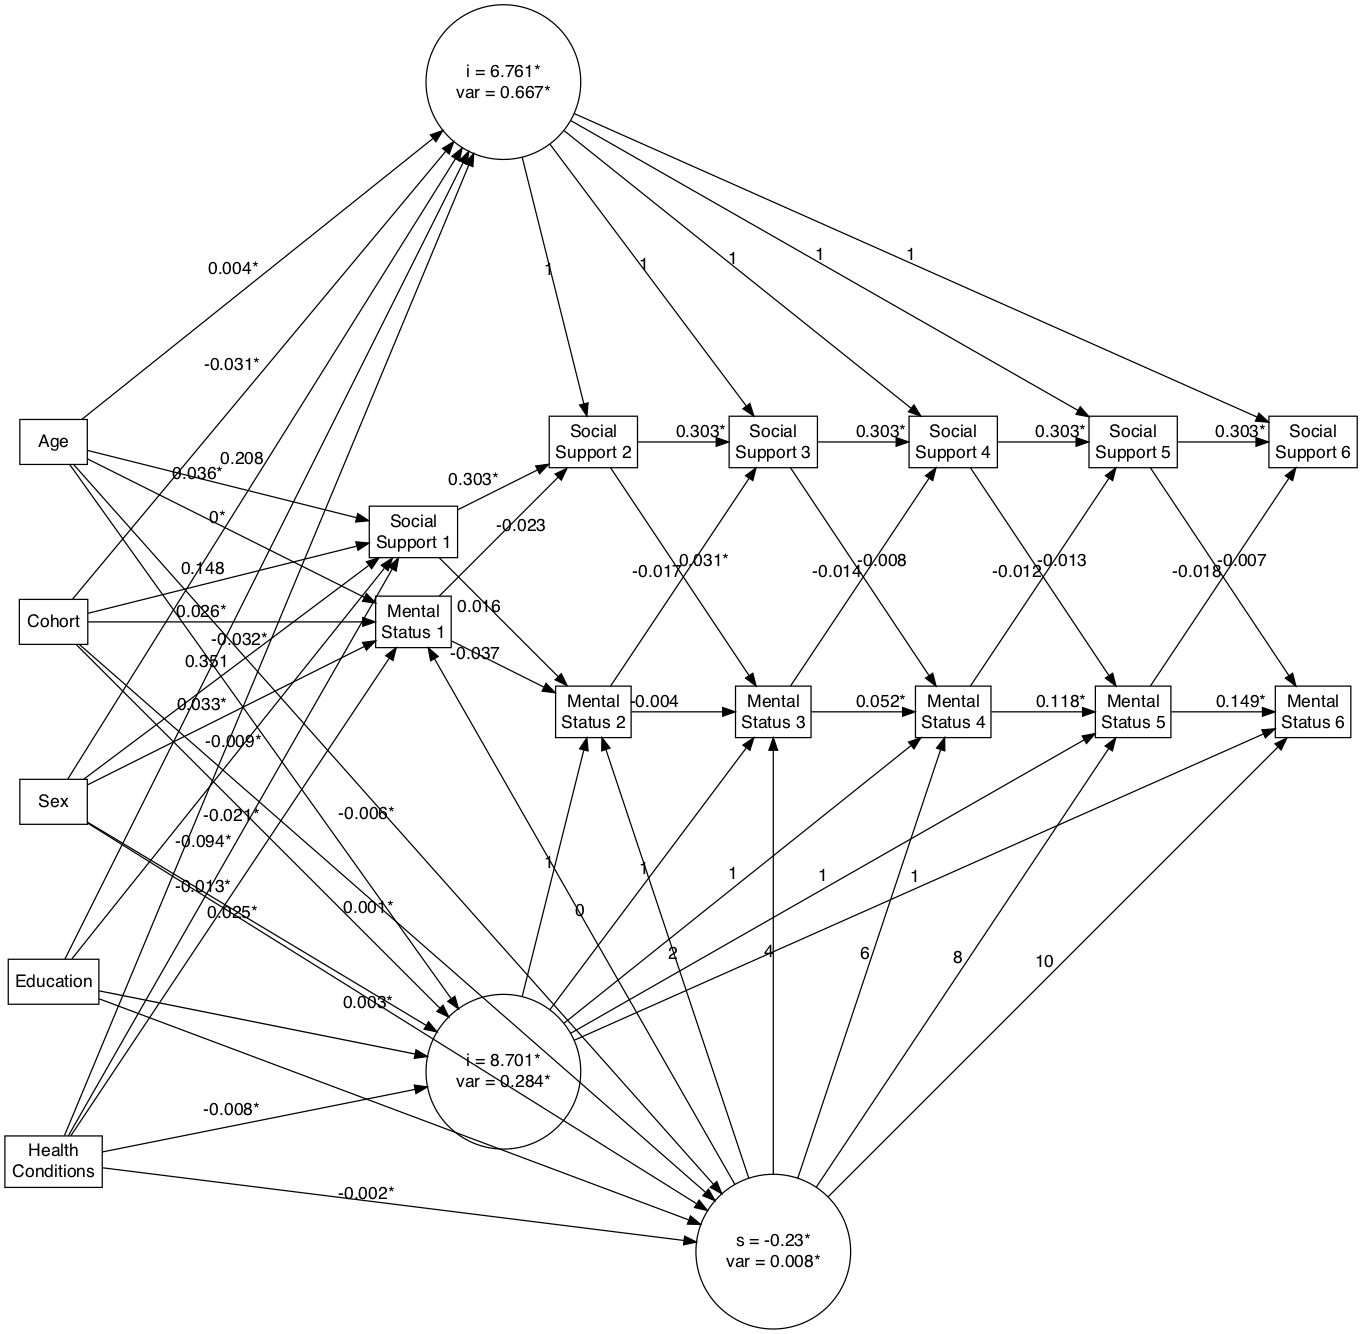 i = 6.761*
var = 0.667*
0.004*
1
1
1
1
1
-0.031*
Age
Social
Support 2
Social
Support 3
Social
Support 4
Social
Support 5
Social
Support 6
0.303*
0.303*
0.303*
0.303*
0.208
0.036*
0.303*
0*
Social
Support 1
-0.023
0.148
-0.017
0.031*
-0.014
-0.008
-0.012
-0.013
-0.018
-0.007
0.026*
Cohort
Mental
Status 1
0.016
-0.032*
0.351
-0.037
0.033*
Mental
Status 2
-0.004
Mental
Status 3
0.052*
Mental
Status 4
0.118*
Mental
Status 5
0.149*
Mental
Status 6
-0.009*
Sex
-0.021*
-0.006*
-0.094*
1
1
1
1
1
-0.013*
0.025*
0.001*
0
2
4
6
8
10
Education
0.003*
i = 8.701*
var = 0.284*
-0.008*
Health
Conditions
-0.002*
s = -0.23*
var = 0.008*